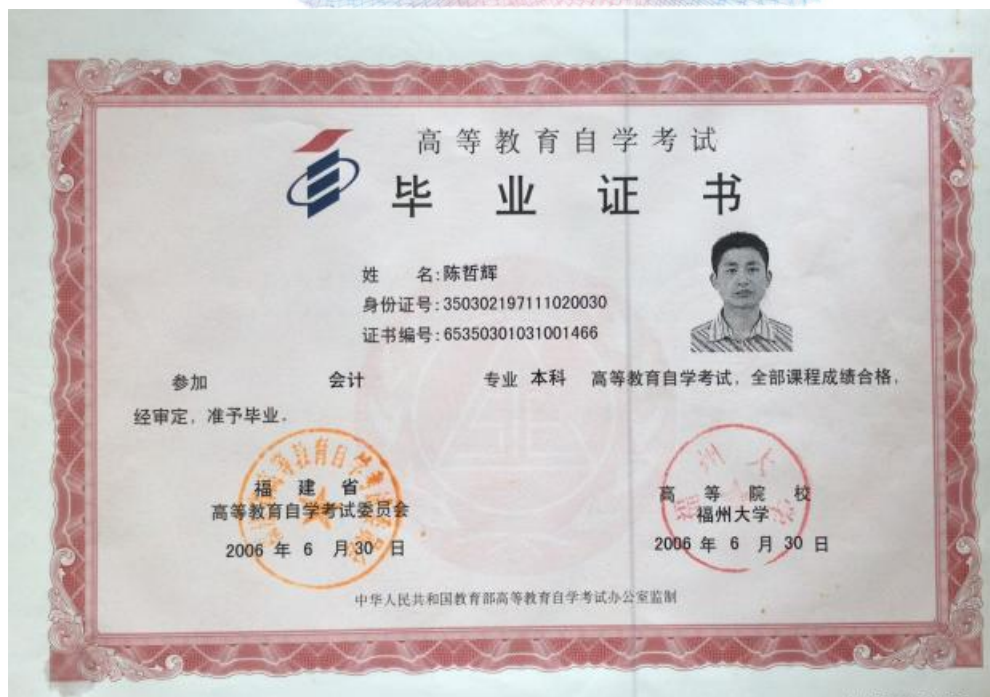 高等教育自学考试
毕业证书
姓 名:陈哲辉
身份证号:350302197111020030
证书编号:65350301031001466
参加 会计 专业 本科 高等教育自学考试,全部课程成绩合格,
经审定,准予毕业.
福建省
高等教育自学考试委员会
2006 年 6 月 30 日
高等院校
福州大学
2006 年 6 月 30 日
中华人民共和国教育部高等教育自学考试办公室监制